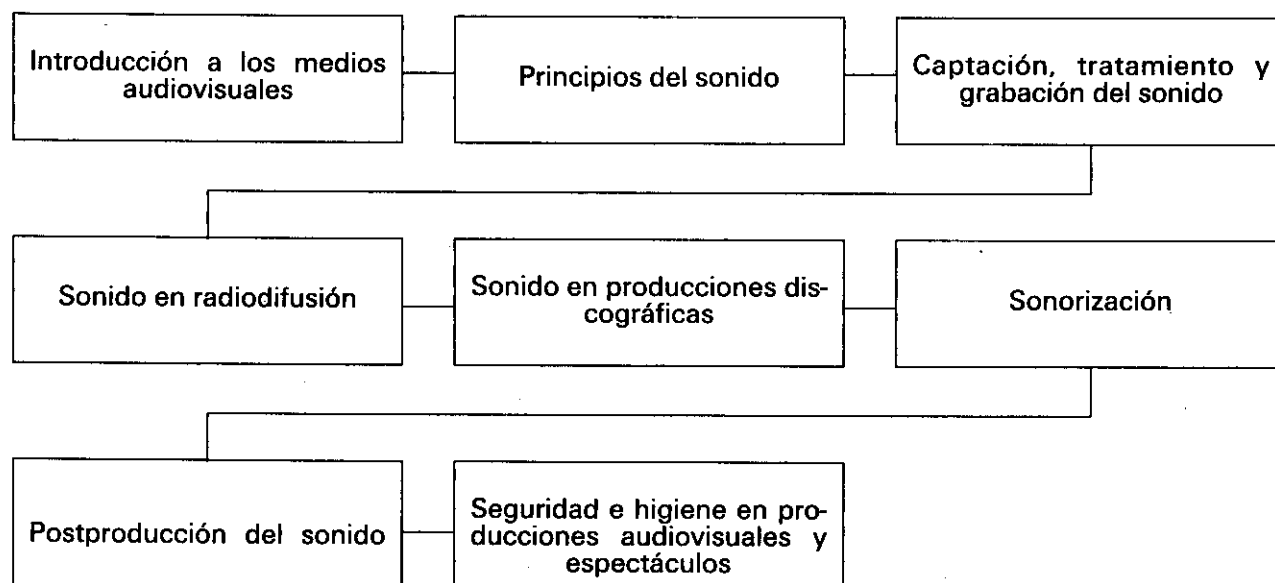 Introducción a los medios
audiovisuales
Principios del sonido
Captación, tratamiento y
grabación del sonido
Sonido en radiodifusión
Sonido en producciones dis-
cográficas
Sonorización
Postproducción del sonido
Seguridad e higiene en pro-
ducciones audiovisuales y
espectáculos